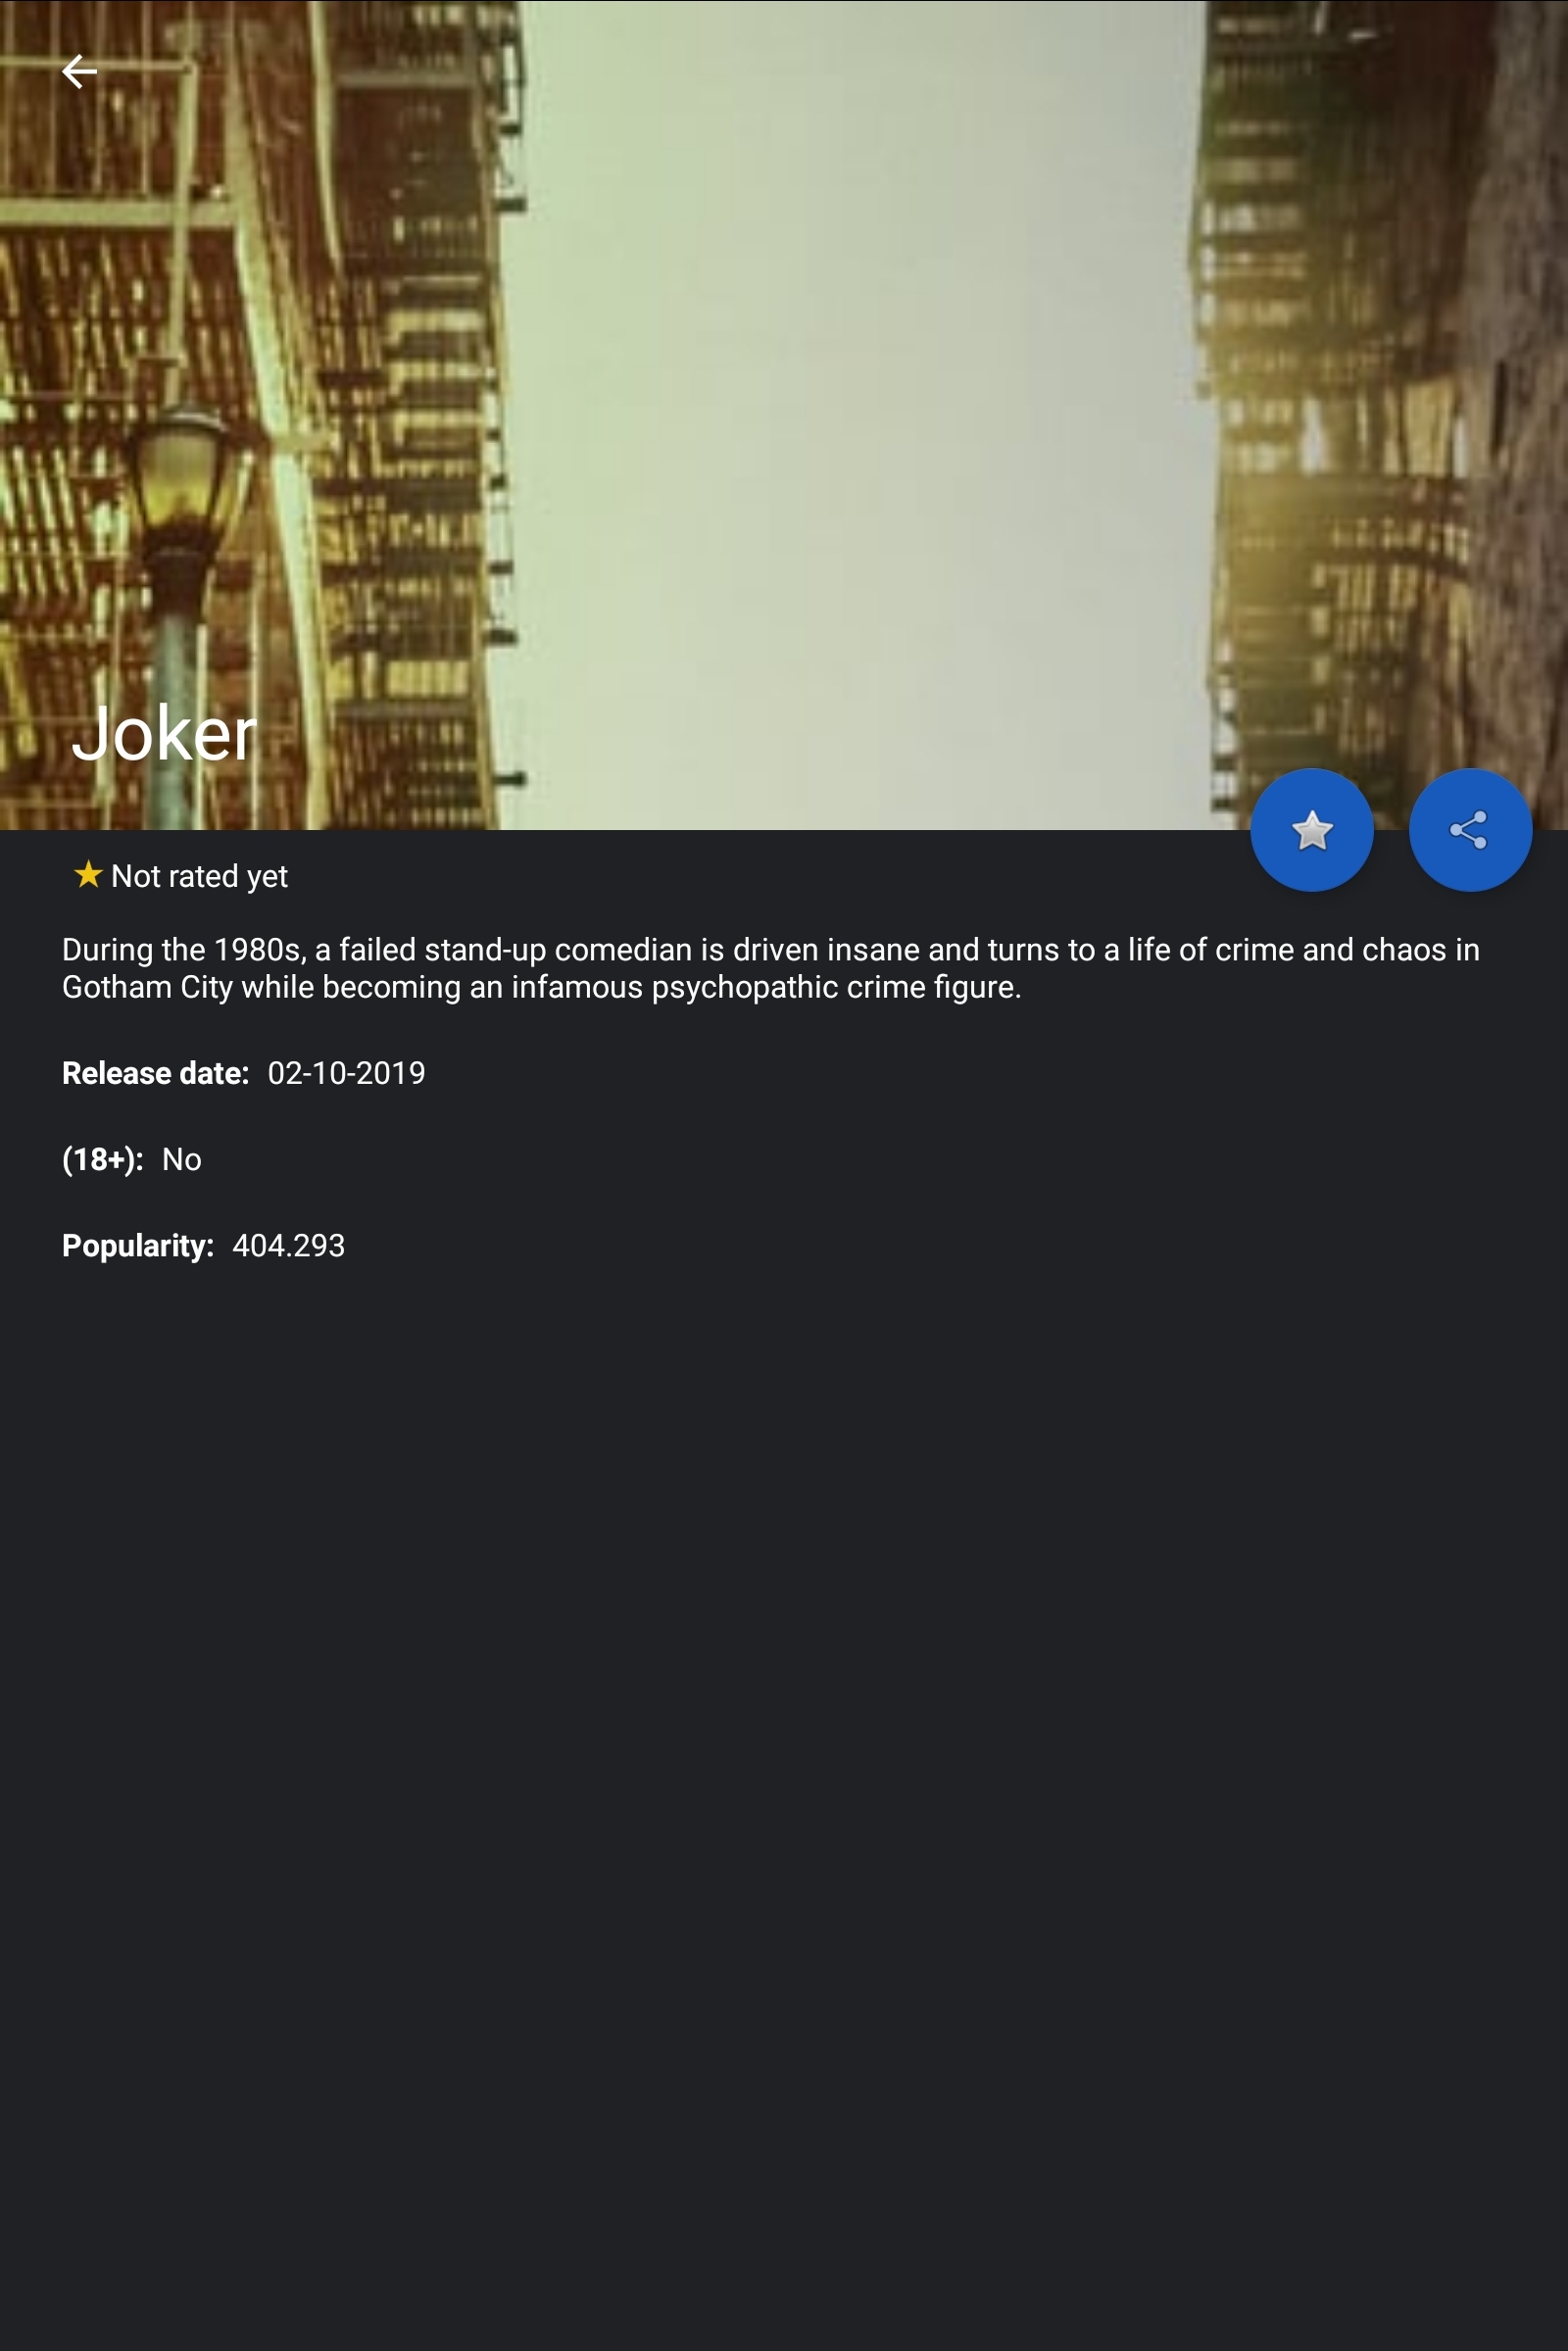 Joker
Not rated yet
During the 1980s, a failed stand-up comedian is driven insane and turns to a life of crime and chaos in
Gotham City while becoming an infamous psychopathic crime figure.
Release date: 02-10-2019
(18+): No
Popularity: 404.293